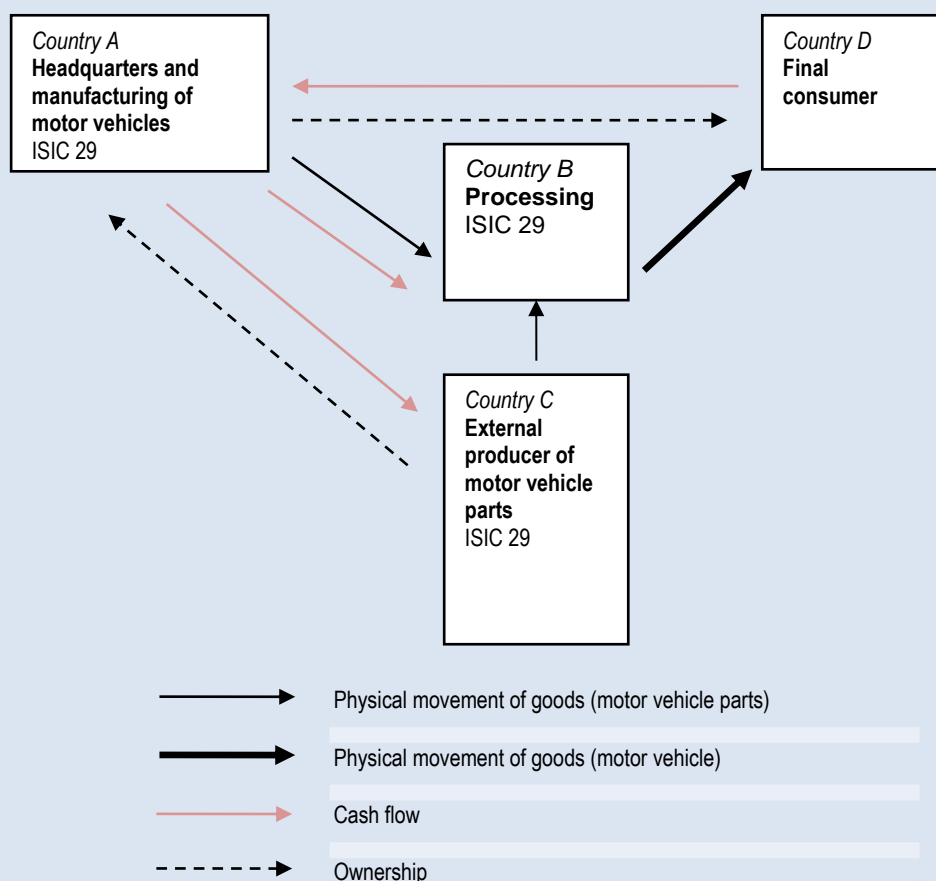 Country A
Headquarters and
manufacturing of
motor vehicles
ISIC 29
Country D
Final
consumer
Country B
Processing
ISIC 29
Country C
External
producer of
motor vehicle
parts
ISIC 29
Physical movement of goods (motor vehicle parts)
Physical movement of goods (motor vehicle)
Cash flow
Ownership